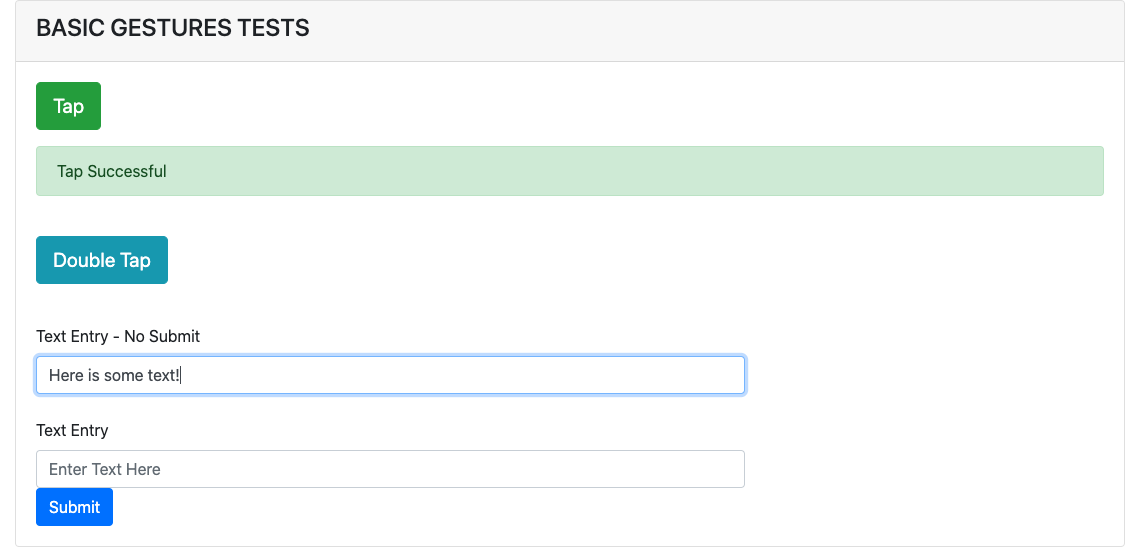 BASIC GESTURES TESTS
Tap
Tap Successful
Double Tap
Text Entry - No Submit
Here is some text!
Text Entry
Enter Text Here
Submit